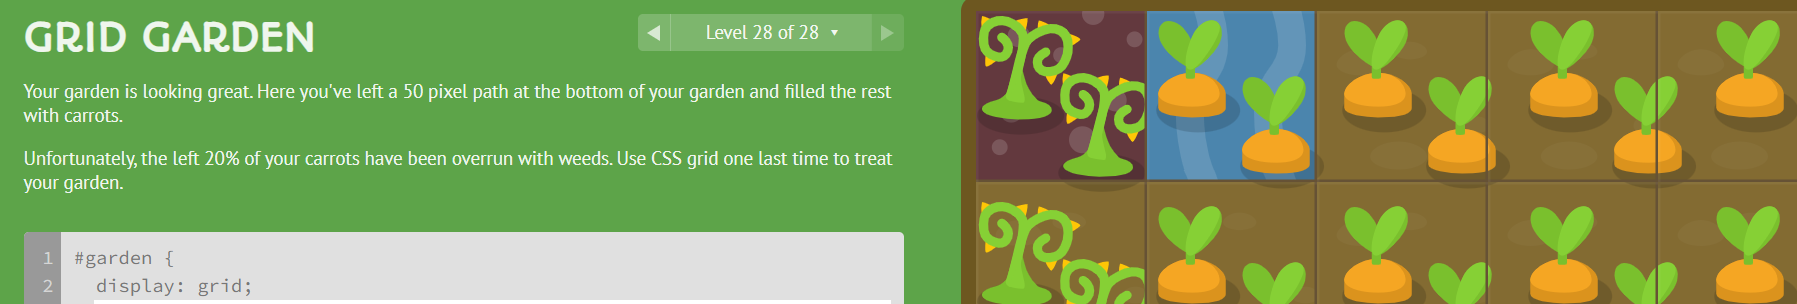 GRID GARDEN
Level 28 of 28 ▾
Your garden is looking great. Here you've left a 50 pixel path at the bottom of your garden and filled the rest
with carrots.
Unfortunately, the left 20% of your carrots have been overrun with weeds. Use CSS grid one last time to treat
your garden.
1 #garden {
2 display: grid;